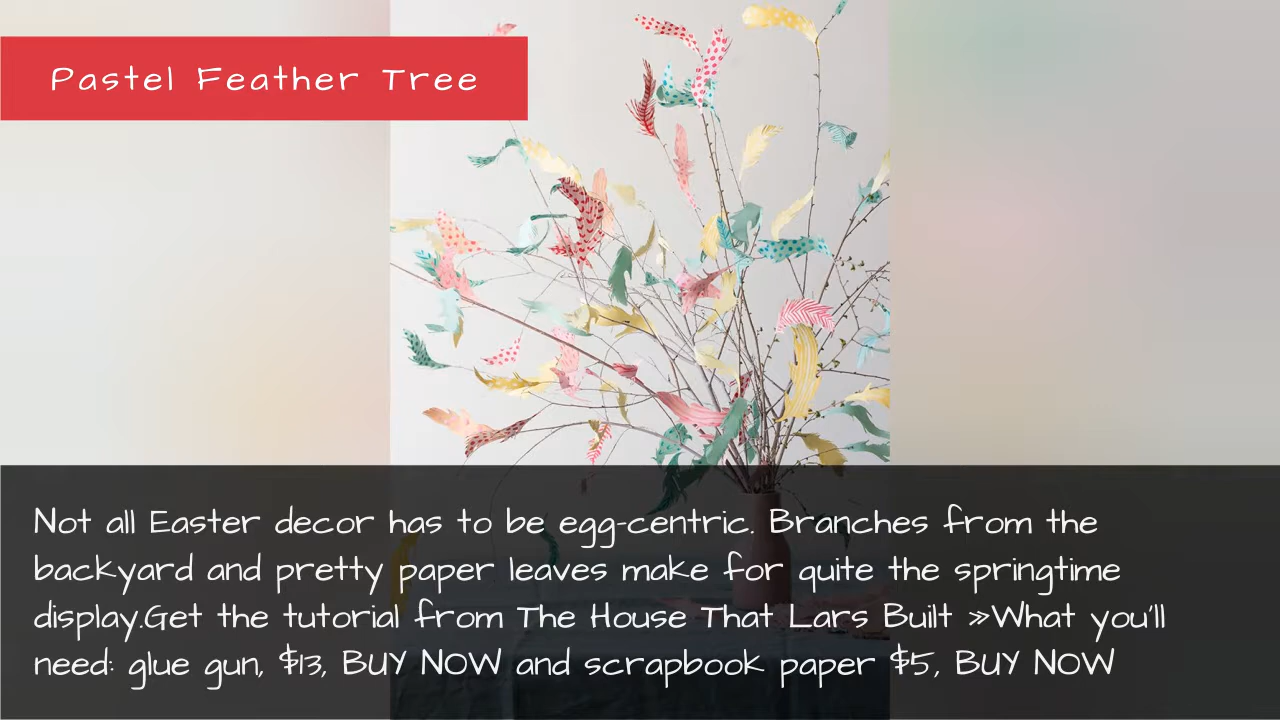 Pastel Feather Tree
Not all Easter decor has to be egg-centric. Branches from the
backyard and pretty paper leaves make for quite the springtime
display.Get the tutorial from The House That Lars Built »What you'll
need: glue gun, $13, BUY NOW and scrapbook paper $5, BUY NOW